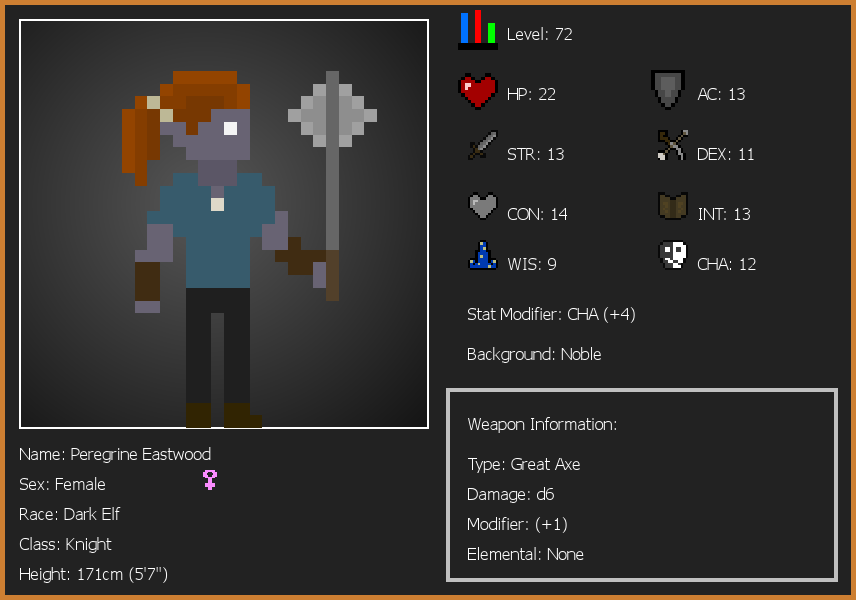 Level: 72
HP: 22
AC: 13
STR: 13
DEX: 11
CON: 14
INT: 13
WIS: 9
CHA: 12
Stat Modifier: CHA (+4)
Background: Noble
Weapon Information:
Type: Great Axe
Damage: d6
Modifier: (+1)
Elemental: None
Name: Peregrine Eastwood
Sex: Female
Race: Dark Elf
Class: Knight
Height: 171cm (5'7")